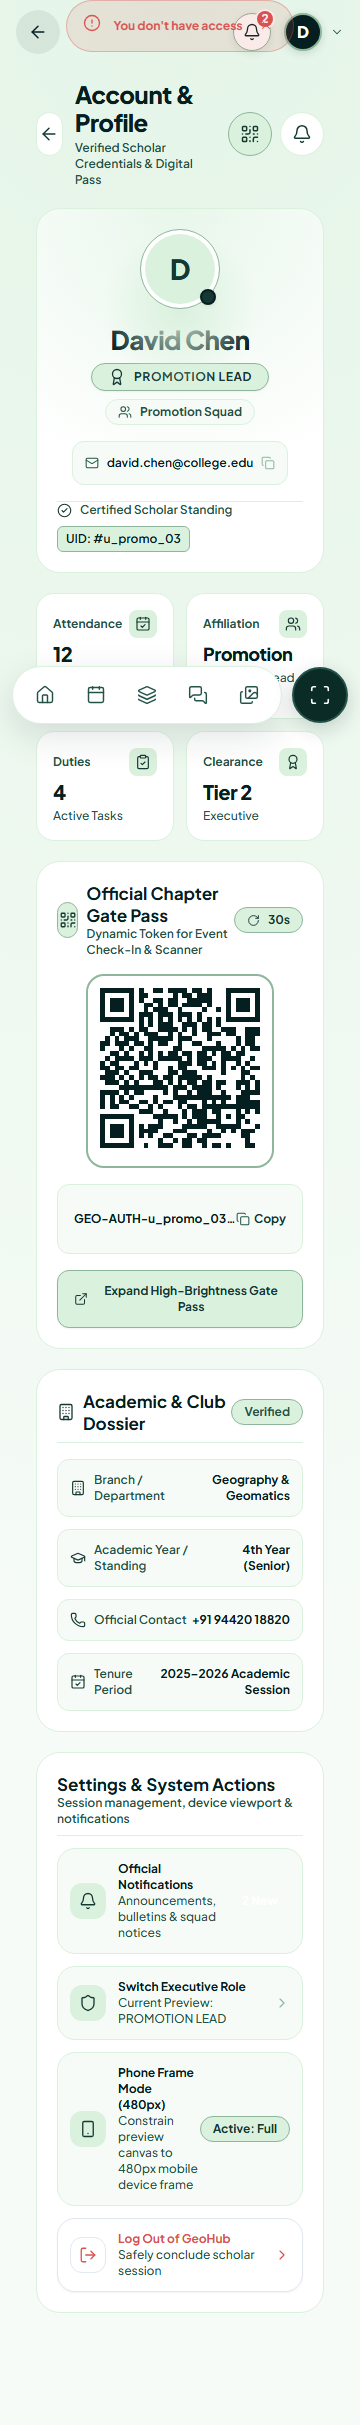 You don't have access
2
D
Account &
Profile
Verified Scholar
Credentials & Digital
Pass
D
David Chen
PROMOTION LEAD
Promotion Squad
david.chen@college.edu
Certified Scholar Standing
UID: #u_promo_03
Attendance
12
Affiliation
Promotion
ead
Duties
4
Active Tasks
Clearance
Tier 2
Executive
Official Chapter
Gate Pass
Dynamic Token for Event
Check-In & Scanner
30s
GEO-AUTH-u_promo_03... Copy
Expand High-Brightness Gate
Pass
Academic & Club
Dossier
Verified
Branch /
Department
Geography &
Geomatics
Academic Year /
Standing
4th Year
(Senior)
Official Contact +91 94420 18820
Tenure
Period
2025-2026 Academic
Session
Settings & System Actions
Session management, device viewport &
notifications
Official
Notifications
Announcements,
bulletins & squad
notices
2 New
Switch Executive Role
Current Preview:
PROMOTION LEAD
Phone Frame
Mode
(480px)
Constrain
preview
canvas to
480px mobile
device frame
Active: Full
Log Out of GeoHub
Safely conclude scholar
session